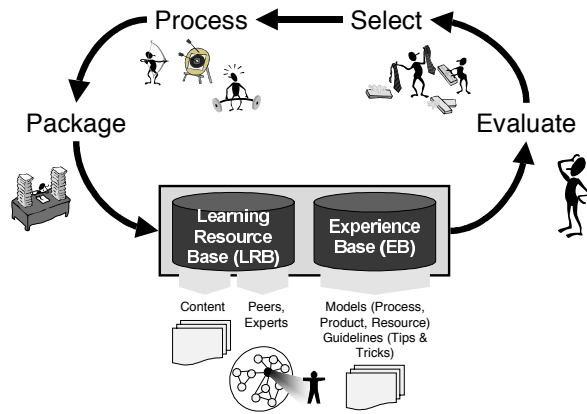 Process
Select
Package
Evaluate
Learning
Resource
Base (LRB)
Experience
Base (EB)
Content
Peers,
Experts
Models (Process,
Product, Resource)
Guidelines (Tips &
Tricks)